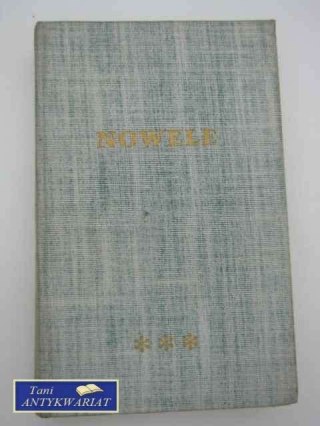 NOWELE
***
Tani
ANTYKWARIAT